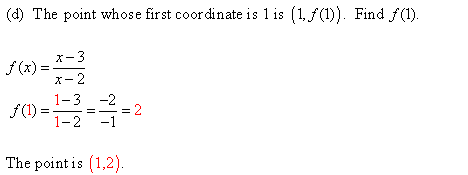 (d) The point whose first coordinate is 1 is (1, f(1)). Find f(1).
f(x) = x−3 / x−2
f(1) = 1−3 / 1−2 = −2 / −1 = 2
The point is (1,2).